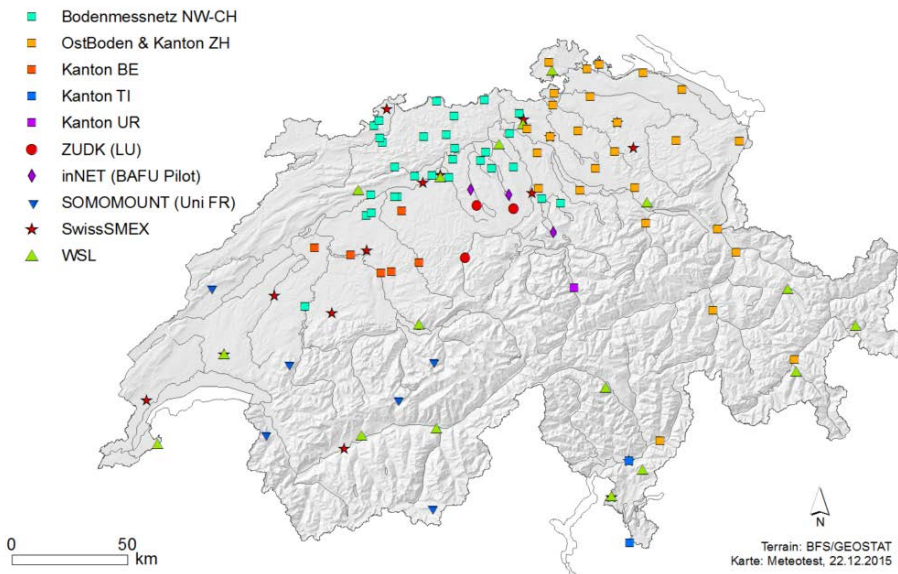 Bodenmessnetz NW-CH
OstBoden & Kanton ZH
Kanton BE
Kanton TI
Kanton UR
ZUDK (LU)
inNET (BAFU Pilot)
SOMOMOUNT (Uni FR)
SwissSMEX
WSL
N
0 50
km
Terrain: BFS/GEOSTAT
Karte: Meteotest, 22.12.2015